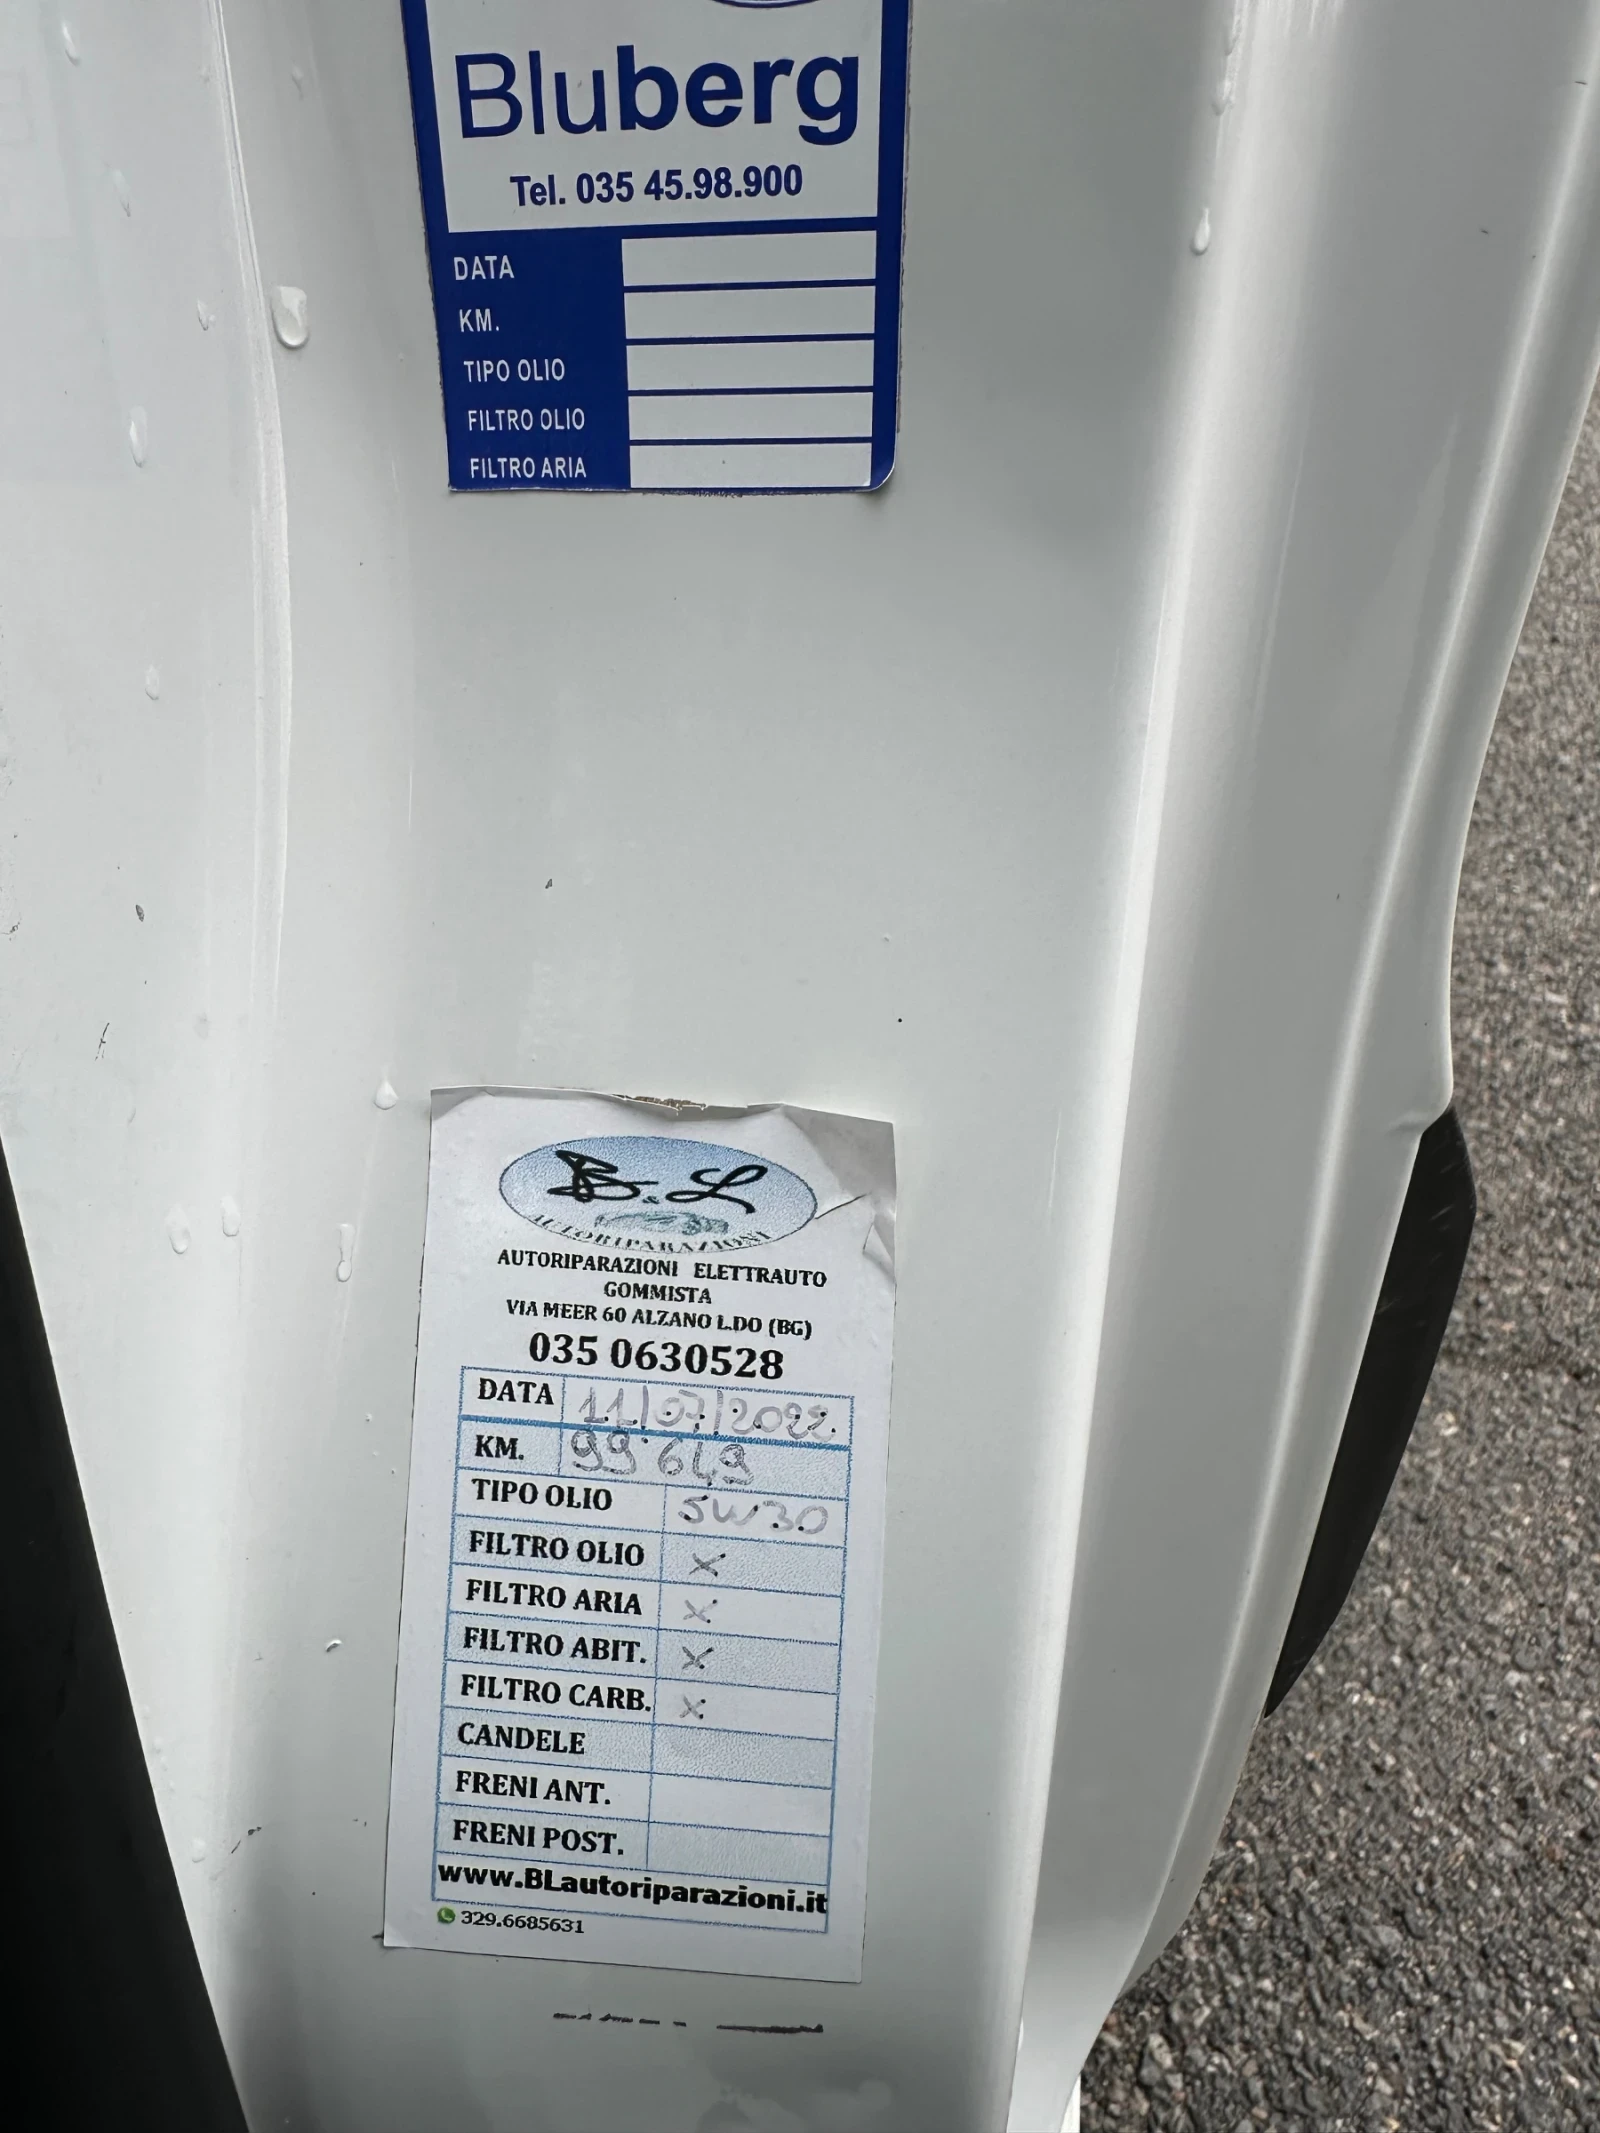 Bluberg
Tel. 035 45.98.900
DATA
KM.
TIPO OLIO
FILTRO OLIO
FILTRO ARIA
B & L
AUTORIPARAZIONI
AUTORIPARAZIONI ELETTRAUTO
GOMMISTA
VIA MEER 60 ALZANO L.DO (BG)
035 0630528
DATA 11/07/2022
KM. 99 649
TIPO OLIO 5W30
FILTRO OLIO X
FILTRO ARIA X
FILTRO ABIT. X
FILTRO CARB. X
CANDELE
FRENI ANT.
FRENI POST.
www.BLautoriparazioni.it
329.6685631